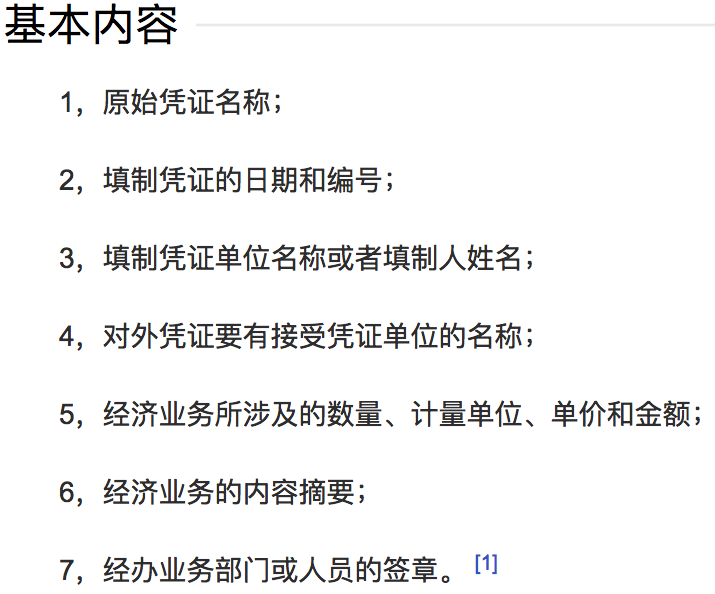 基本内容
1，原始凭证名称；
2，填制凭证的日期和编号；
3，填制凭证单位名称或者填制人姓名；
4，对外凭证要有接受凭证单位的名称；
5，经济业务所涉及的数量、计量单位、单价和金额；
6，经济业务的内容摘要；
7，经办业务部门或人员的签章。 [1]